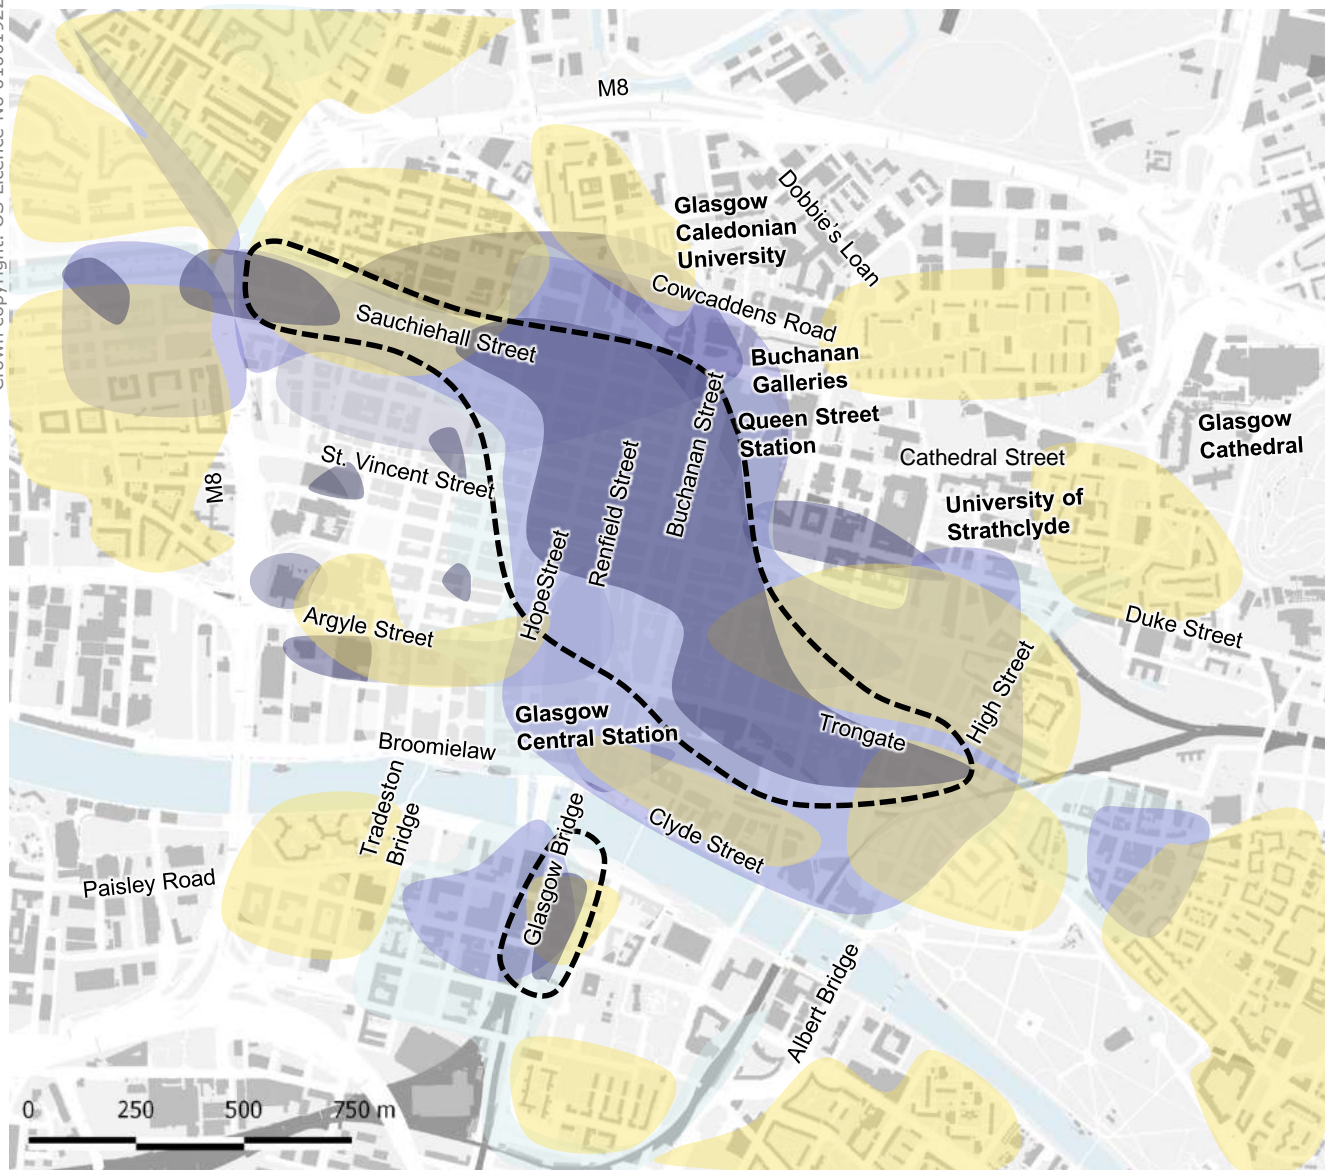 M8
Glasgow
Caledonian
University
Dobbie's Loan
Cowcaddens Road
Sauchiehall Street
Buchanan
Galleries
Queen Street
Station
Buchanan Street
Renfield Street
Glasgow
Cathedral
Cathedral Street
St. Vincent Street
M8
University of
Strathclyde
HopeStreet
Argyle Street
Duke Street
High Street
Glasgow
Central Station
Trongate
Broomielaw
Tradeston
Bridge
Glasgow Bridge
Clyde Street
Paisley Road
Albert Bridge
0 250 500 750 m